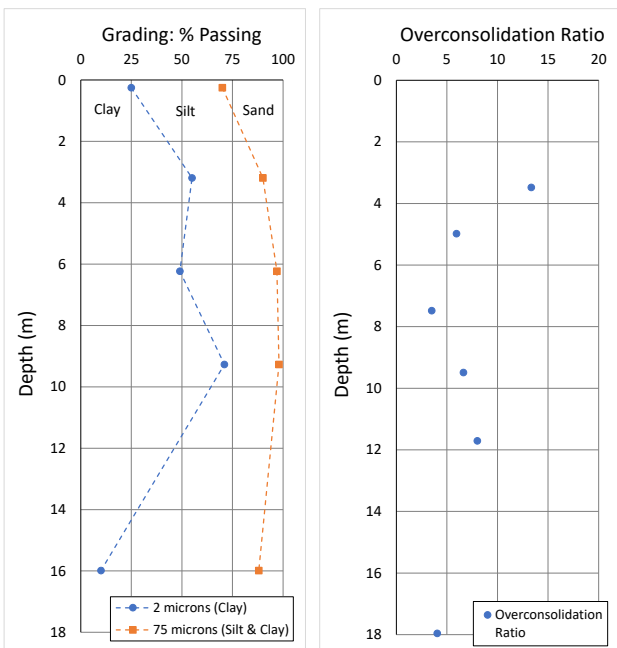 Grading: % Passing
0 25 50 75 100
0
2
4
6
8
10
12
14
16
18
Depth (m)
Clay Silt Sand
2 microns (Clay)
75 microns (Silt & Clay)
Overconsolidation Ratio
0 5 10 15 20
0
2
4
6
8
10
12
14
16
18
Depth (m)
Overconsolidation
Ratio